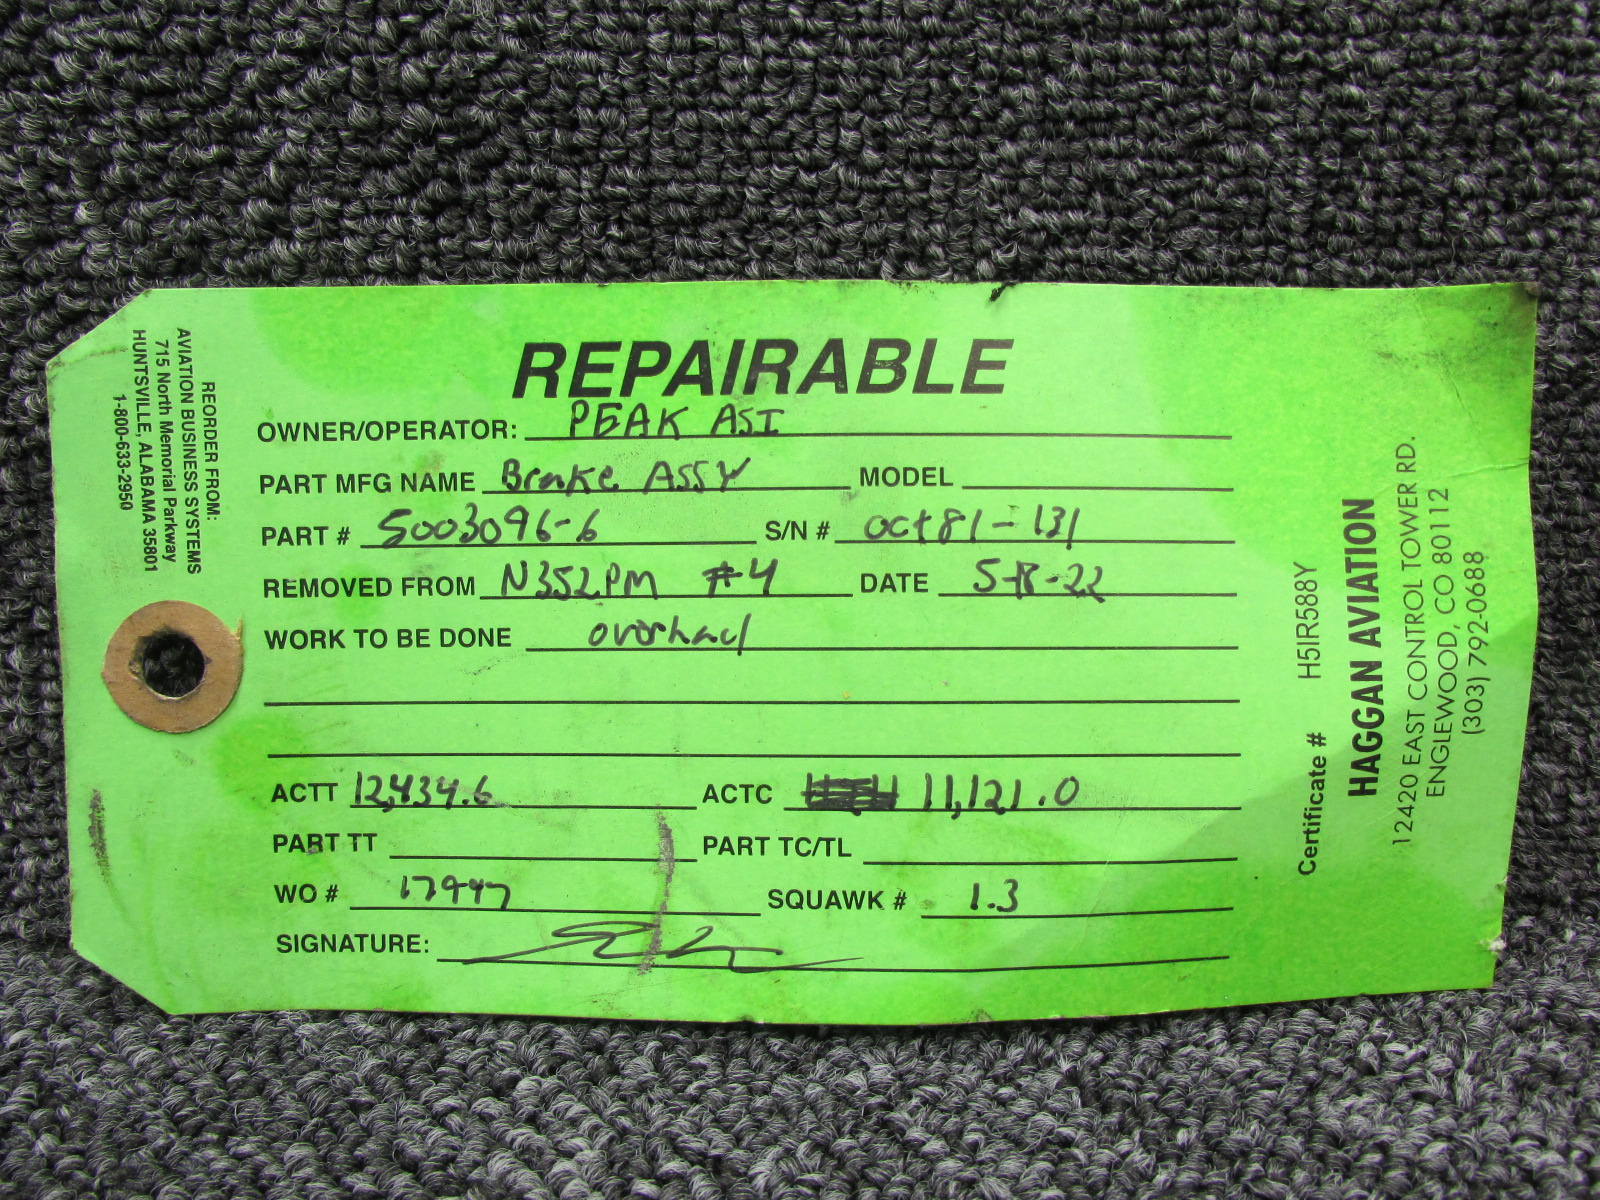 REPAIRABLE
OWNER/OPERATOR: PEAK ASI
PART MFG NAME Brake ASSY MODEL
PART # 5003096-6 S/N # Oct81-131
REMOVED FROM N352PM #4 DATE 5-18-22
WORK TO BE DONE overhaul
ACTT 12,434.6 ACTC 11,121.0
PART TT PART TC/TL
WO # 17997 SQUAWK # 1.3
SIGNATURE:
REORDER FROM:
AVIATION BUSINESS SYSTEMS
715 North Memorial Parkway
HUNTSVILLE, ALABAMA 35801
1-800-633-2950
Certificate # H5IR588Y
HAGGAN AVIATION
12420 EAST CONTROL TOWER RD.
ENGLEWOOD, CO 80112
(303) 792-0688